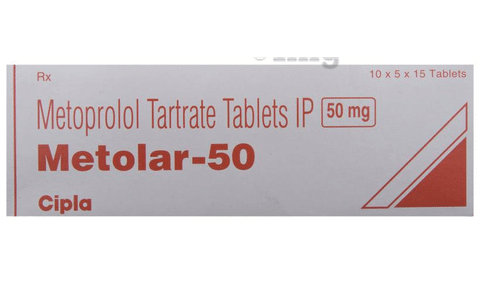 Rx
10 x 5 x 15 Tablets
Metoprolol Tartrate Tablets IP 50 mg
Metolar-50
Cipla